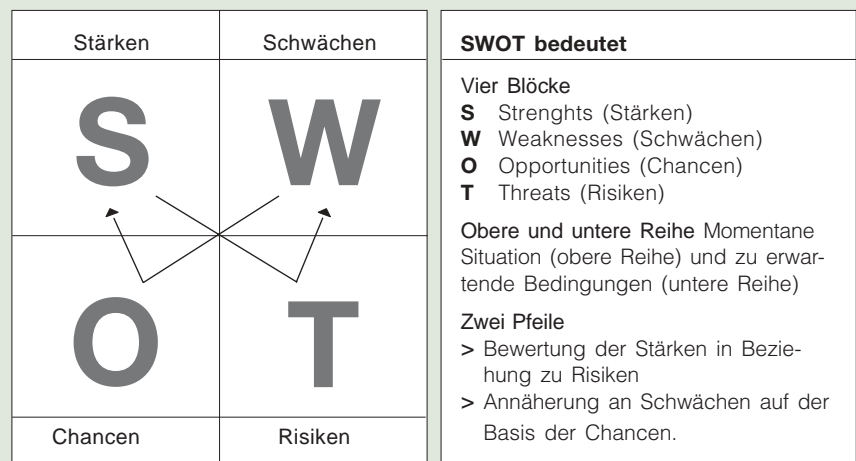 Stärken Schwächen
S W
O T
Chancen Risiken
SWOT bedeutet
Vier Blöcke
S Strenghts (Stärken)
W Weaknesses (Schwächen)
O Opportunities (Chancen)
T Threats (Risiken)
Obere und untere Reihe Momentane
Situation (obere Reihe) und zu erwar-
tende Bedingungen (untere Reihe)
Zwei Pfeile
> Bewertung der Stärken in Bezie-
hung zu Risiken
> Annäherung an Schwächen auf der
Basis der Chancen.